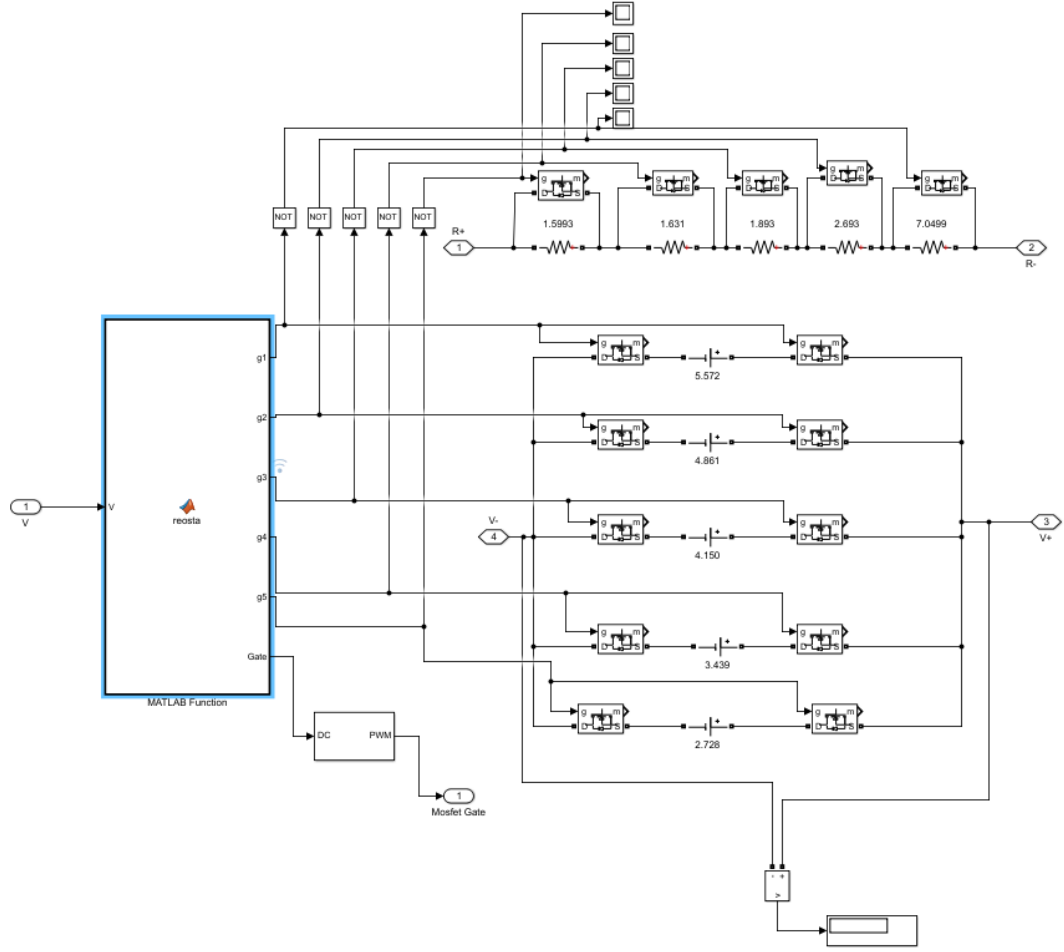 g m
D S
g m
D S
g m
D S
g m
D S
g m
D S
NOT NOT NOT NOT NOT
1.5993 1.631 1.893 2.693 7.0499
R+
1
2
R-
g1
g m
D S
g m
D S
5.572
g2
g m
D S
g m
D S
4.861
g3
1
V
V
reosta
g m
D S
g m
D S
V-
4
3
V+
4.150
g4
g5
g m
D S
g m
D S
3.439
Gate
MATLAB Function
g m
D S
g m
D S
2.728
DC PWM
1
Mosfet Gate
- +
v